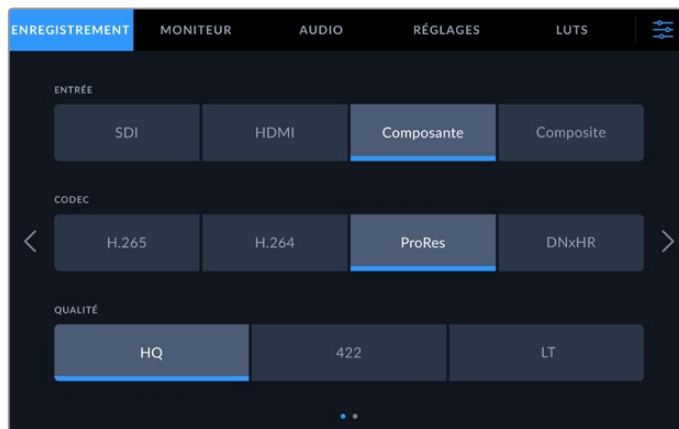 ENREGISTREMENT MONITEUR AUDIO RÉGLAGES LUTS
ENTRÉE
SDI HDMI Composante Composite
CODEC
H.265 H.264 ProRes DNxHR
QUALITÉ
HQ 422 LT